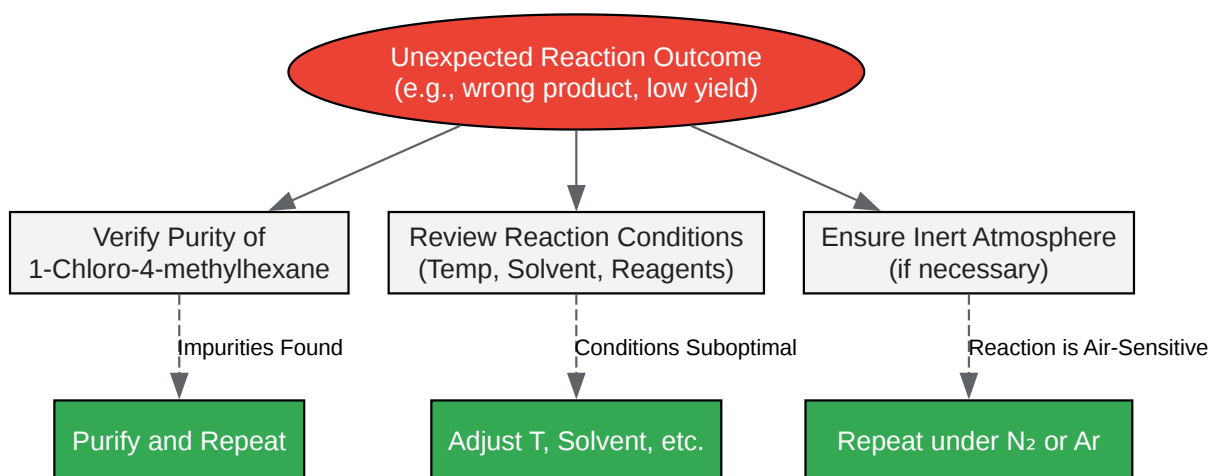 Unexpected Reaction Outcome
(e.g., wrong product, low yield)
Verify Purity of
1-Chloro-4-methylhexane
Review Reaction Conditions
(Temp, Solvent, Reagents)
Ensure Inert Atmosphere
(if necessary)
Impurities Found
Conditions Suboptimal
Reaction is Air-Sensitive
Purify and Repeat
Adjust T, Solvent, etc.
Repeat under N₂ or Ar